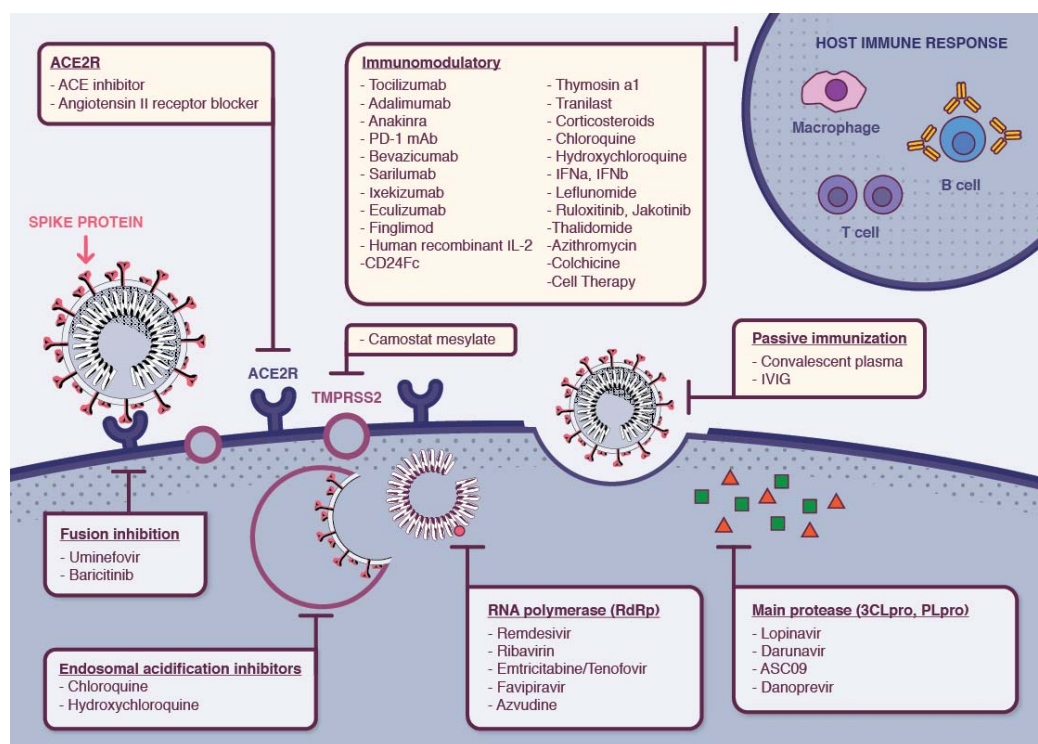 ACE2R
- ACE inhibitor
- Angiotensin II receptor blocker
Immunomodulatory
- Tocilizumab
- Adalimumab
- Anakinra
- PD-1 mAb
- Bevazicumab
- Sarilumab
- Ixekizumab
- Eculizumab
- Finglimod
- Human recombinant IL-2
-CD24Fc
- Thymosin a1
- Tranilast
- Corticosteroids
- Chloroquine
- Hydroxychloroquine
- IFNa, IFNb
- Leflunomide
- Ruloxitinib, Jakotinib
-Thalidomide
-Azithromycin
-Colchicine
-Cell Therapy
HOST IMMUNE RESPONSE
Macrophage
B cell
T cell
SPIKE PROTEIN
- Camostat mesylate
ACE2R
TMPRSS2
Passive immunization
- Convalescent plasma
- IVIG
Fusion inhibition
- Uminefovir
- Baricitinib
Endosomal acidification inhibitors
- Chloroquine
- Hydroxychloroquine
RNA polymerase (RdRp)
- Remdesivir
- Ribavirin
- Emtricitabine/Tenofovir
- Favipiravir
- Azvudine
Main protease (3CLpro, PLpro)
- Lopinavir
- Darunavir
- ASC09
- Danoprevir